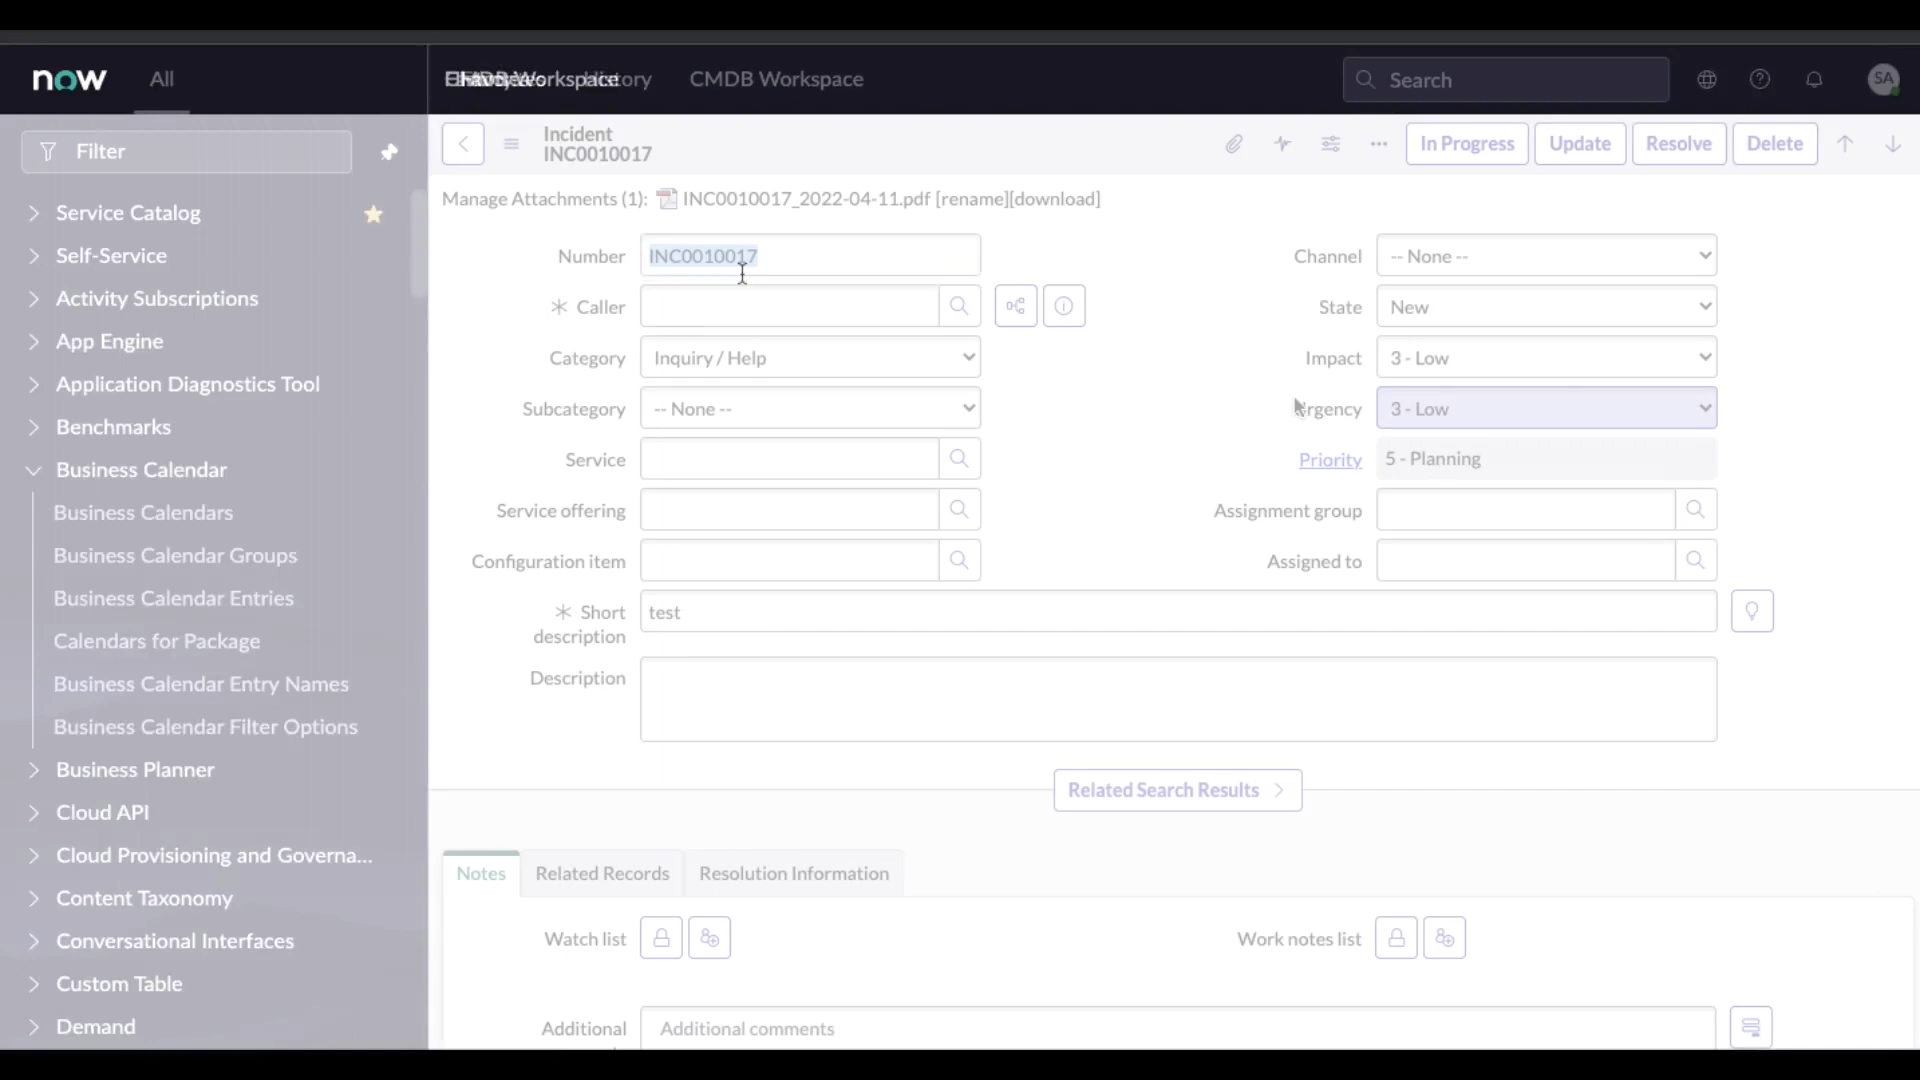 now
All
History
CMDB Workspace
Search
SA
Filter
Service Catalog
Self-Service
Activity Subscriptions
App Engine
Application Diagnostics Tool
Benchmarks
Business Calendar
Business Calendars
Business Calendar Groups
Business Calendar Entries
Calendars for Package
Business Calendar Entry Names
Business Calendar Filter Options
Business Planner
Cloud API
Cloud Provisioning and Governa...
Content Taxonomy
Conversational Interfaces
Custom Table
Demand
Incident
INC0010017
In Progress
Update
Resolve
Delete
Manage Attachments (1): INC0010017_2022-04-11.pdf [rename][download]
Number INC0010017
Caller
Category Inquiry / Help
Subcategory -- None --
Service
Service offering
Configuration item
Channel -- None --
State New
Impact 3 - Low
Urgency 3 - Low
Priority 5 - Planning
Assignment group
Assigned to
Short description test
Description
Related Search Results
Notes
Related Records
Resolution Information
Watch list
Work notes list
Additional
Additional comments